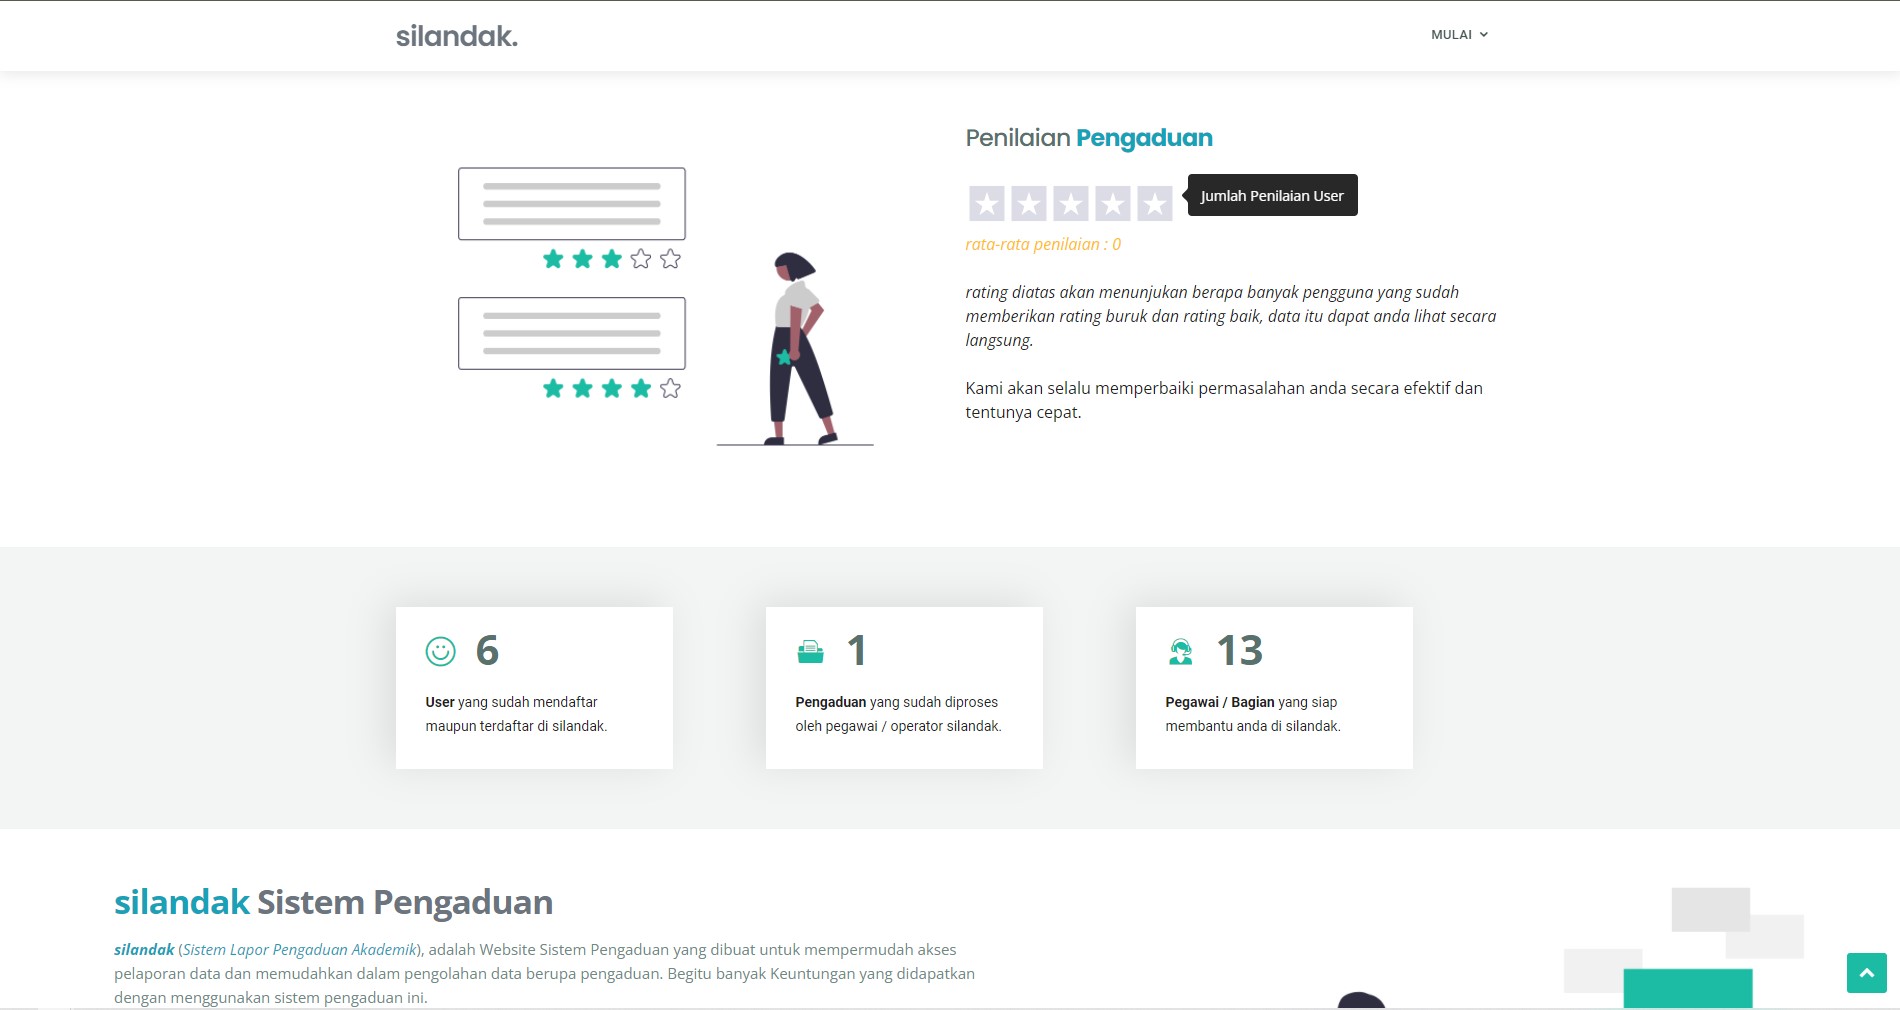 silandak.
MULAI
Penilaian Pengaduan
Jumlah Penilaian User
rata-rata penilaian : 0
rating diatas akan menunjukan berapa banyak pengguna yang sudah
memberikan rating buruk dan rating baik, data itu dapat anda lihat secara
langsung.
Kami akan selalu memperbaiki permasalahan anda secara efektif dan
tentunya cepat.
6
User yang sudah mendaftar
maupun terdaftar di silandak.
1
Pengaduan yang sudah diproses
oleh pegawai / operator silandak.
13
Pegawai / Bagian yang siap
membantu anda di silandak.
silandak Sistem Pengaduan
silandak (Sistem Lapor Pengaduan Akademik), adalah Website Sistem Pengaduan yang dibuat untuk mempermudah akses
pelaporan data dan memudahkan dalam pengolahan data berupa pengaduan. Begitu banyak Keuntungan yang didapatkan
dengan menggunakan sistem pengaduan ini.